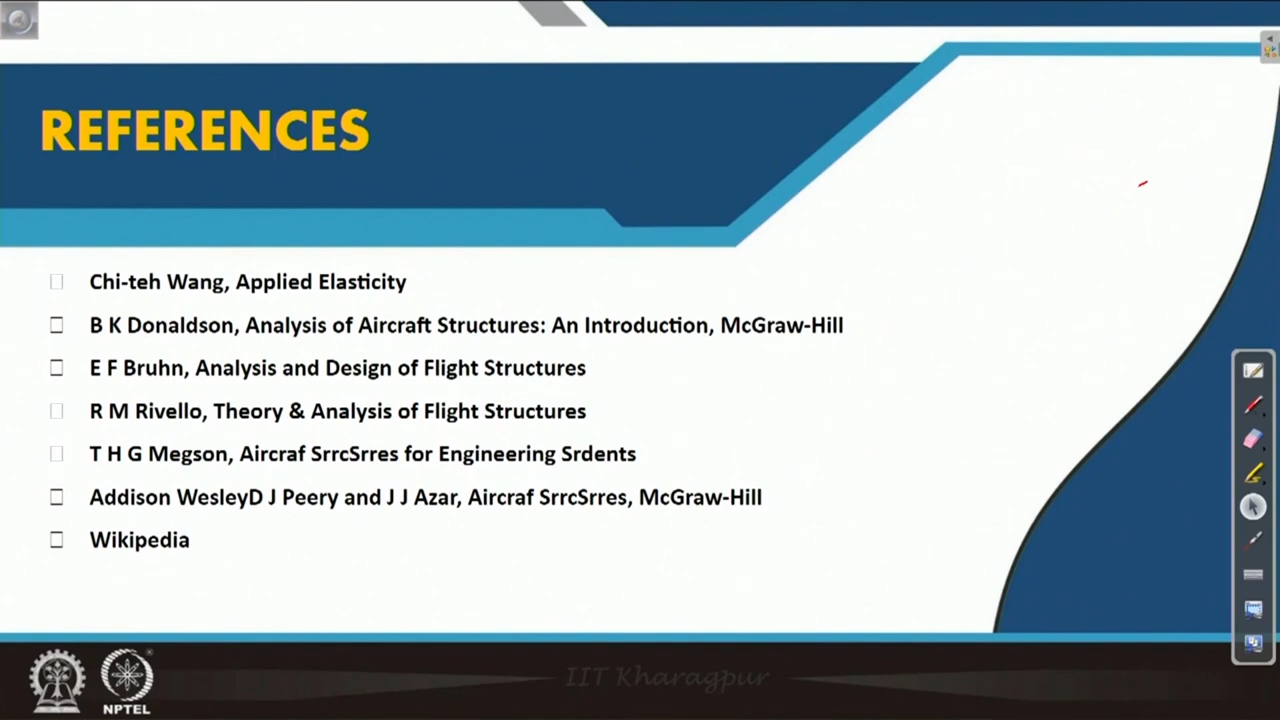 REFERENCES
Chi-teh Wang, Applied Elasticity
B K Donaldson, Analysis of Aircraft Structures: An Introduction, McGraw-Hill
E F Bruhn, Analysis and Design of Flight Structures
R M Rivello, Theory & Analysis of Flight Structures
T H G Megson, Aircraf SrrcSrres for Engineering Srdents
Addison WesleyD J Peery and J J Azar, Aircraf SrrcSrres, McGraw-Hill
Wikipedia
NPTEL
IIT Kharagpur